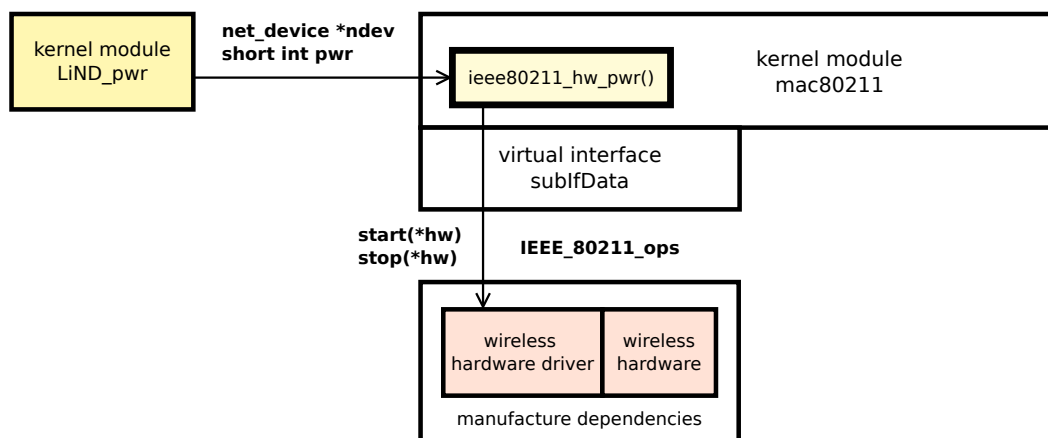 kernel module
LiND_pwr
net_device *ndev
short int pwr
ieee80211_hw_pwr()
kernel module
mac80211
virtual interface
subIfData
start(*hw)
stop(*hw)
IEEE_80211_ops
wireless
hardware driver
wireless
hardware
manufacture dependencies